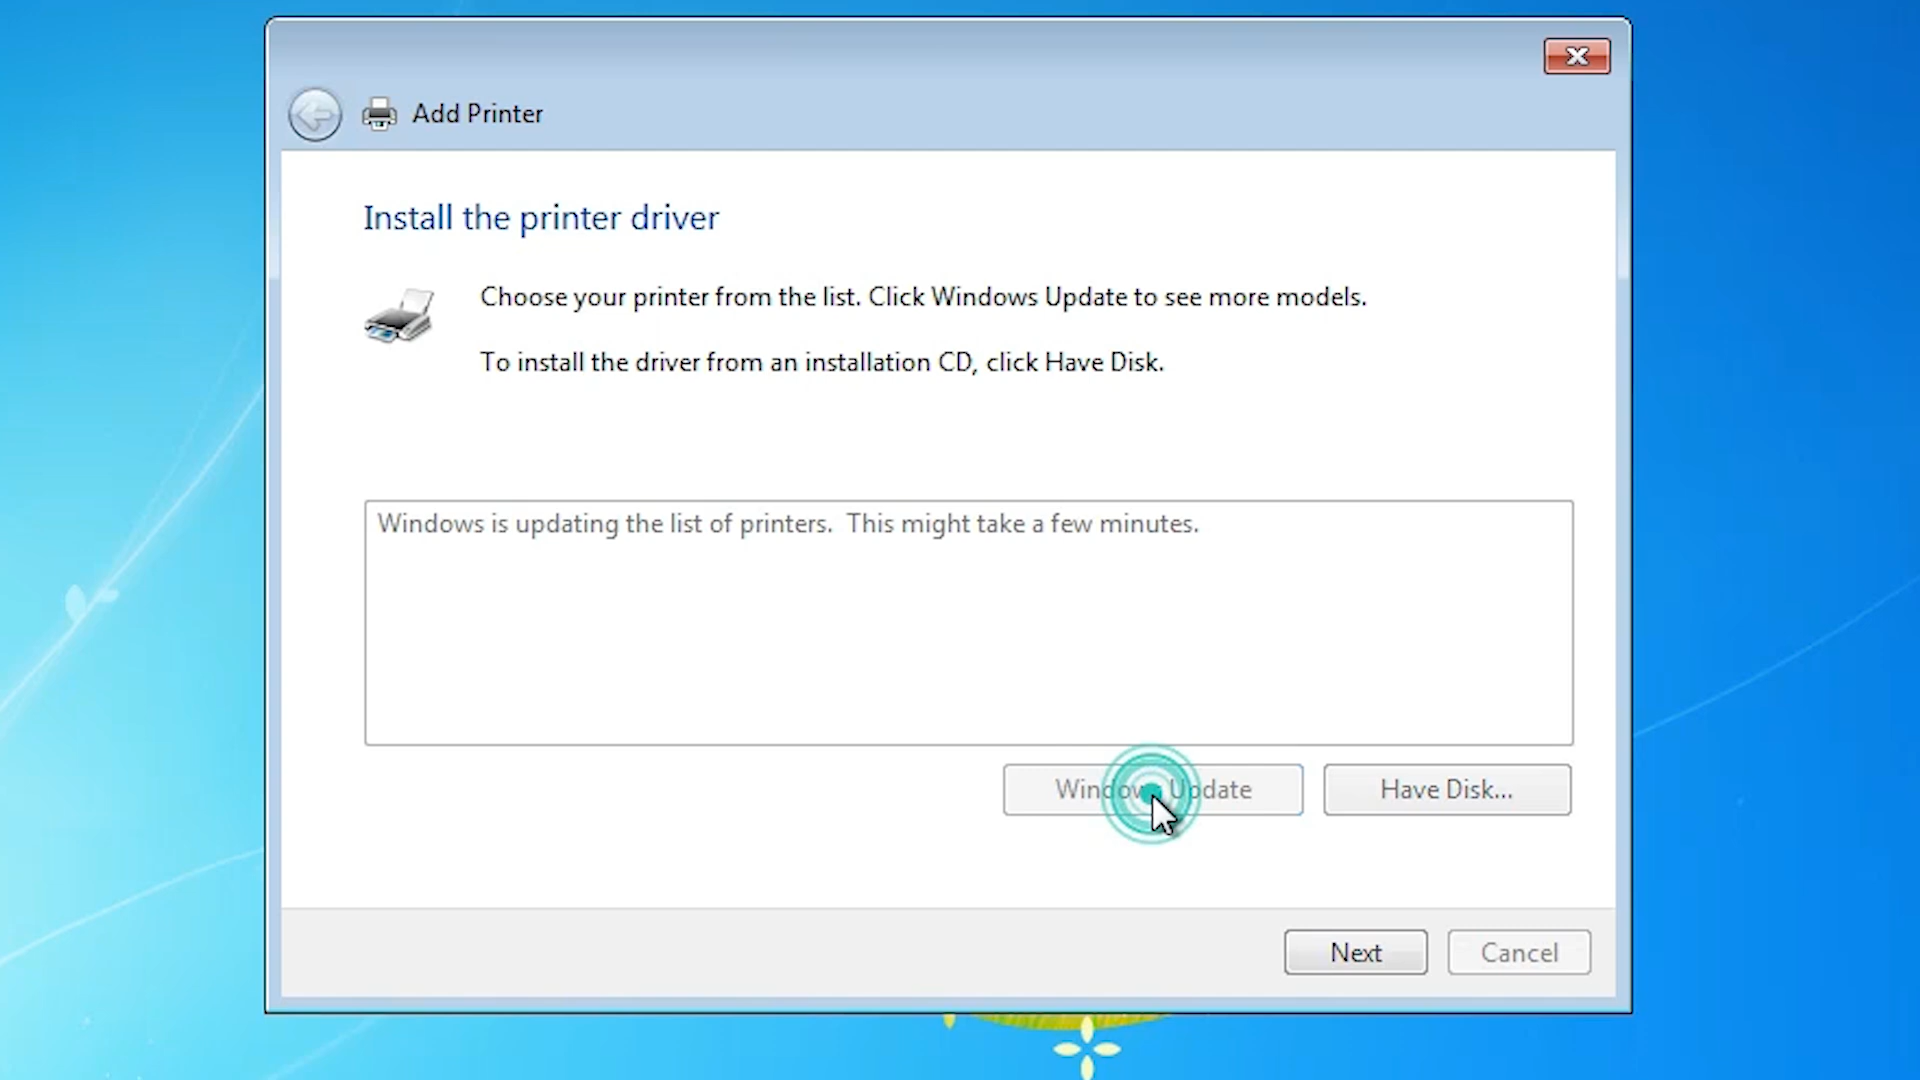 Add Printer
Install the printer driver
Choose your printer from the list. Click Windows Update to see more models.
To install the driver from an installation CD, click Have Disk.
Windows is updating the list of printers.  This might take a few minutes.
Windows Update
Have Disk...
Next
Cancel